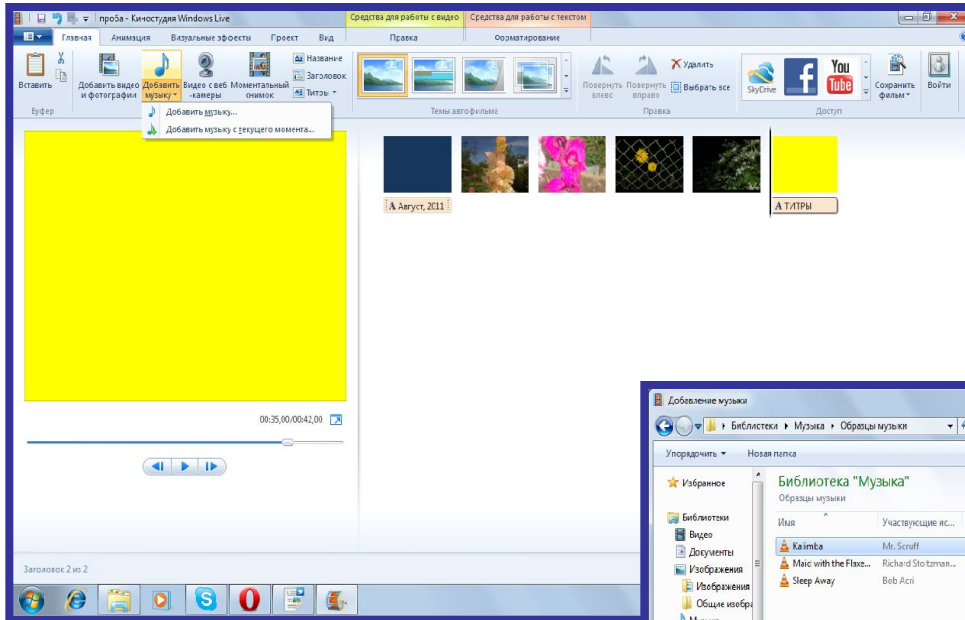 проба - Киностудия Windows Live
Средства для работы с видео
Средства для работы с текстом
Главная
Анимация
Визуальные эффекты
Проект
Вид
Правка
Форматирование
Вставить
Добавить видео и фотографии
Добавить музыку
Видео с веб -камеры
Моментальный снимок
Название
Заголовок
Титры
Повернуть влево
Повернуть вправо
Удалить
Выбрать все
SkyDrive
You Tube
Сохранить фильм
Войти
Буфер
Темы автофильма
Правка
Доступ
Добавить музыку...
Добавить музыку с текущего момента...
А Август, 2011
А ТИТРЫ
00:35,00/00:42,00
Заголовок 2 из 2
Добавление музыки
Библиотеки
Музыка
Образцы музыки
Упорядочить
Новая папка
Избранное
Библиотеки
Видео
Документы
Изображения
Изображения
Общие изобра
Библиотека "Музыка"
Образцы музыки
Имя
Участвующие ис...
Kalimba
Mr. Scruff
Maid with the Flaxe...
Richard Stoltzman...
Sleep Away
Bob Acri